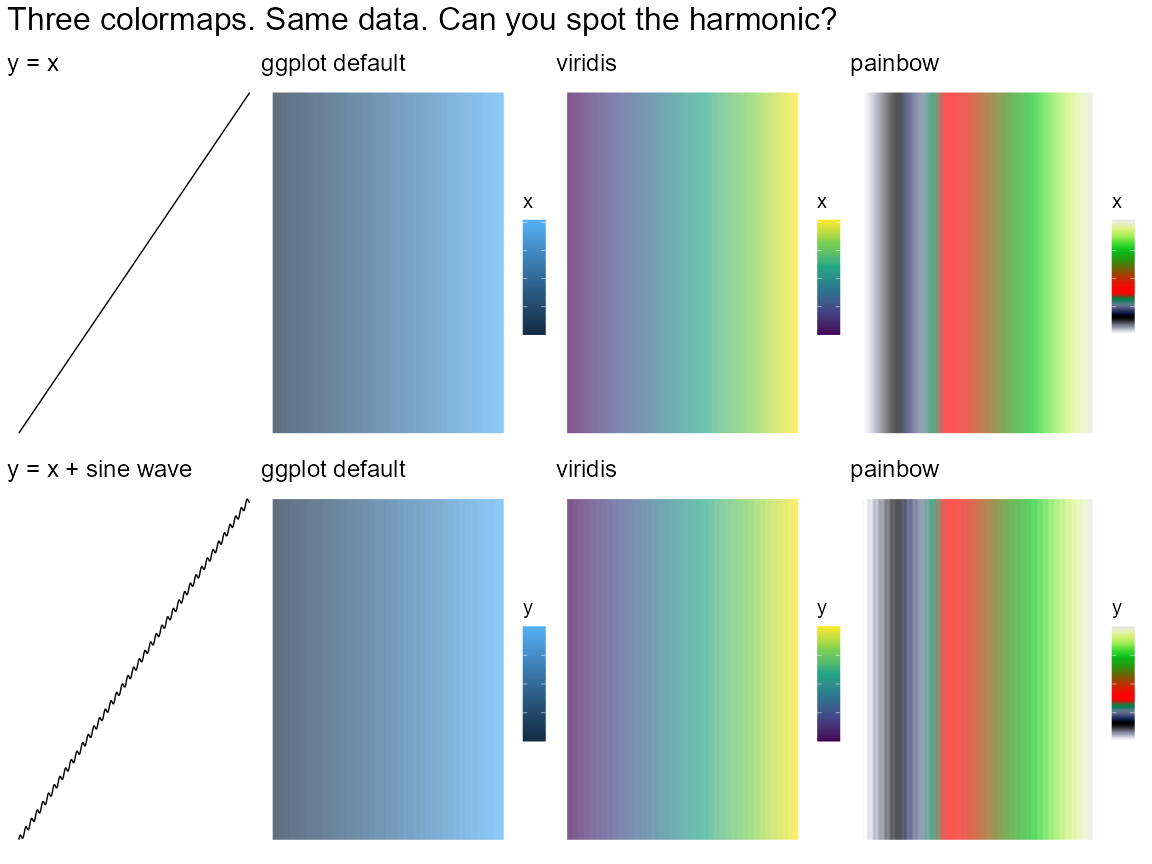 Three colormaps. Same data. Can you spot the harmonic?
y = x
ggplot default
viridis
painbow
x
x
x
y = x + sine wave
ggplot default
viridis
painbow
y
y
y